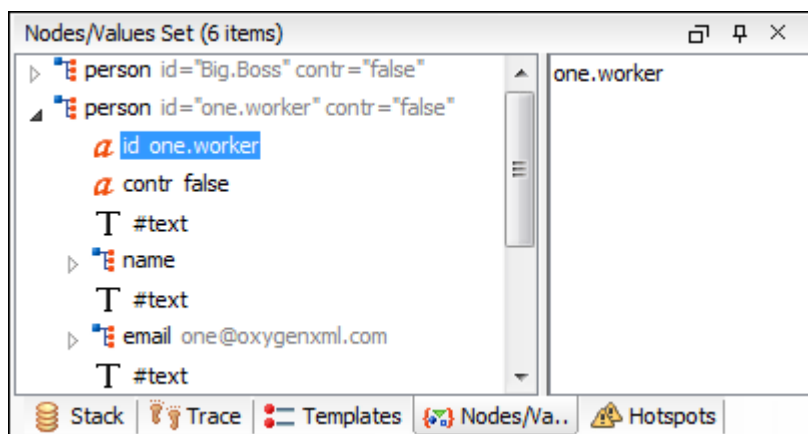 Nodes/Values Set (6 items)
person id="Big.Boss" contr="false"
person id="one.worker" contr="false"
a id one.worker
a contr false
T #text
name
T #text
email one@oxygenxml.com
T #text
one.worker
Stack Trace Templates Nodes/Va.. Hotspots